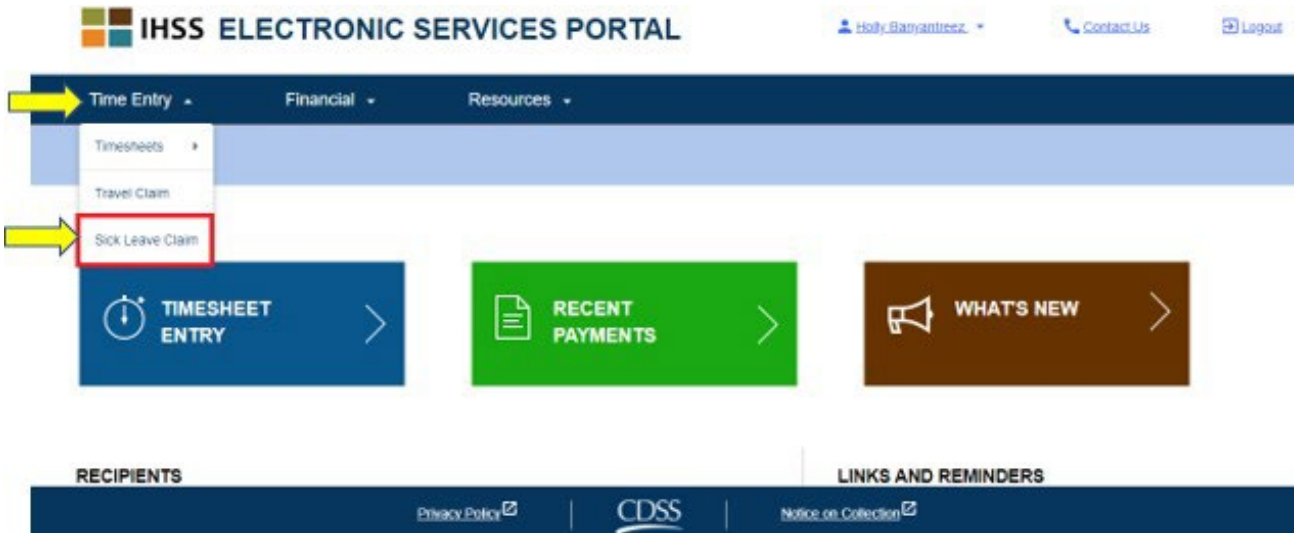 IHSS ELECTRONIC SERVICES PORTAL
Holly Banyantreez
Contact Us
Logout
Time Entry
Financial
Resources
Timesheets
Travel Claim
Sick Leave Claim
TIMESHEET
ENTRY
RECENT
PAYMENTS
WHAT'S NEW
RECIPIENTS
LINKS AND REMINDERS
Privacy Policy
CDSS
Notice on Collection